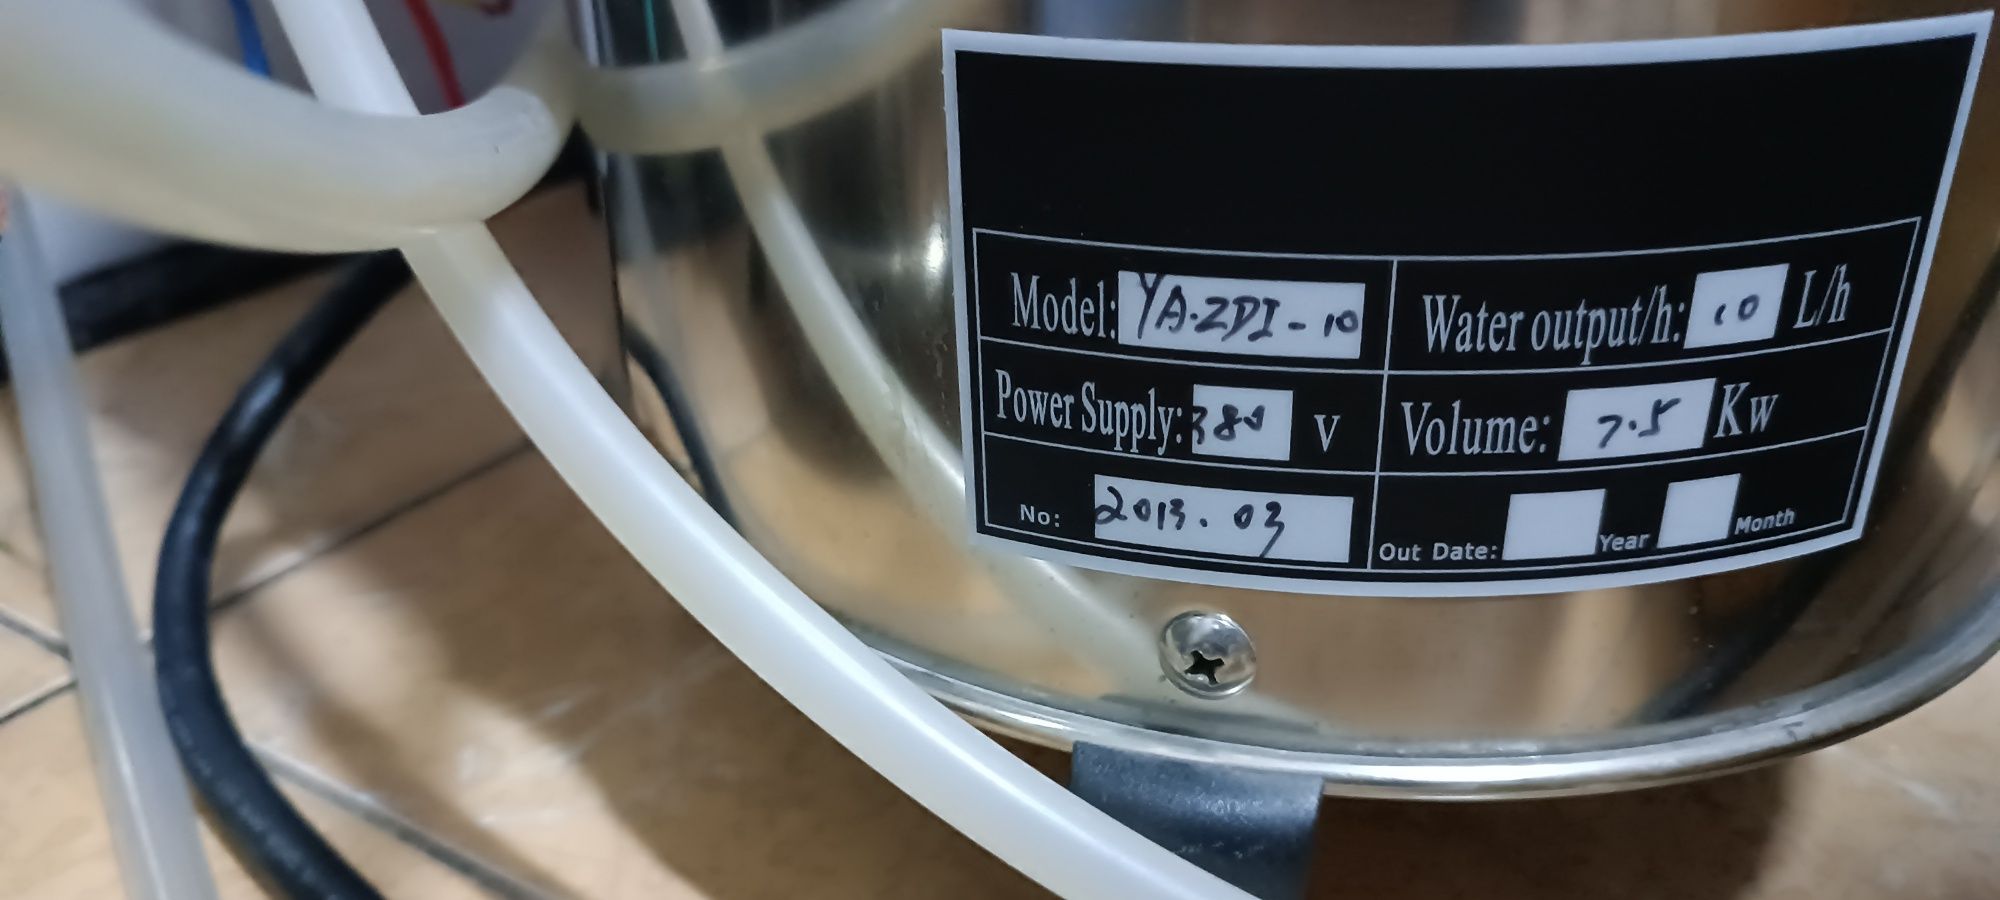 Model: YA.ZDI-10 Water output/h: 10 L/h
Power Supply: 380 V Volume: 7.5 Kw
No: 2013.03 Out Date: Year Month